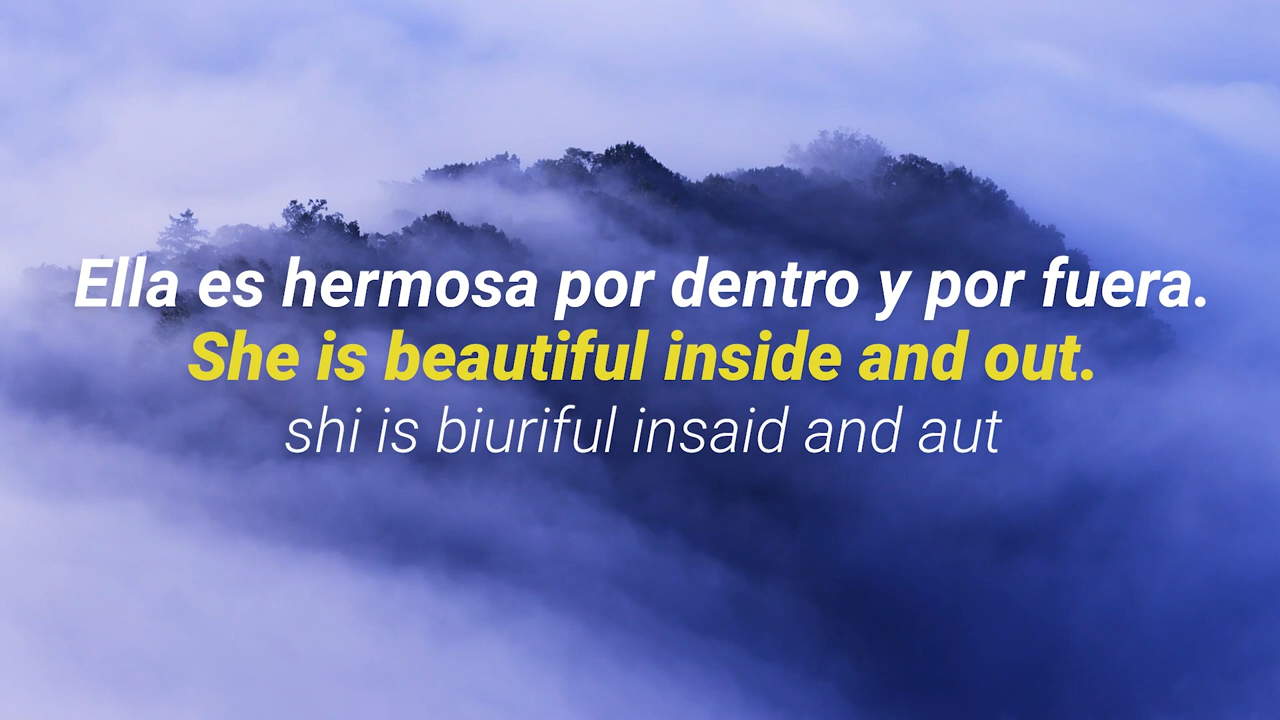 Ella es hermosa por dentro y por fuera.
She is beautiful inside and out.
shi is biuriful insaid and aut